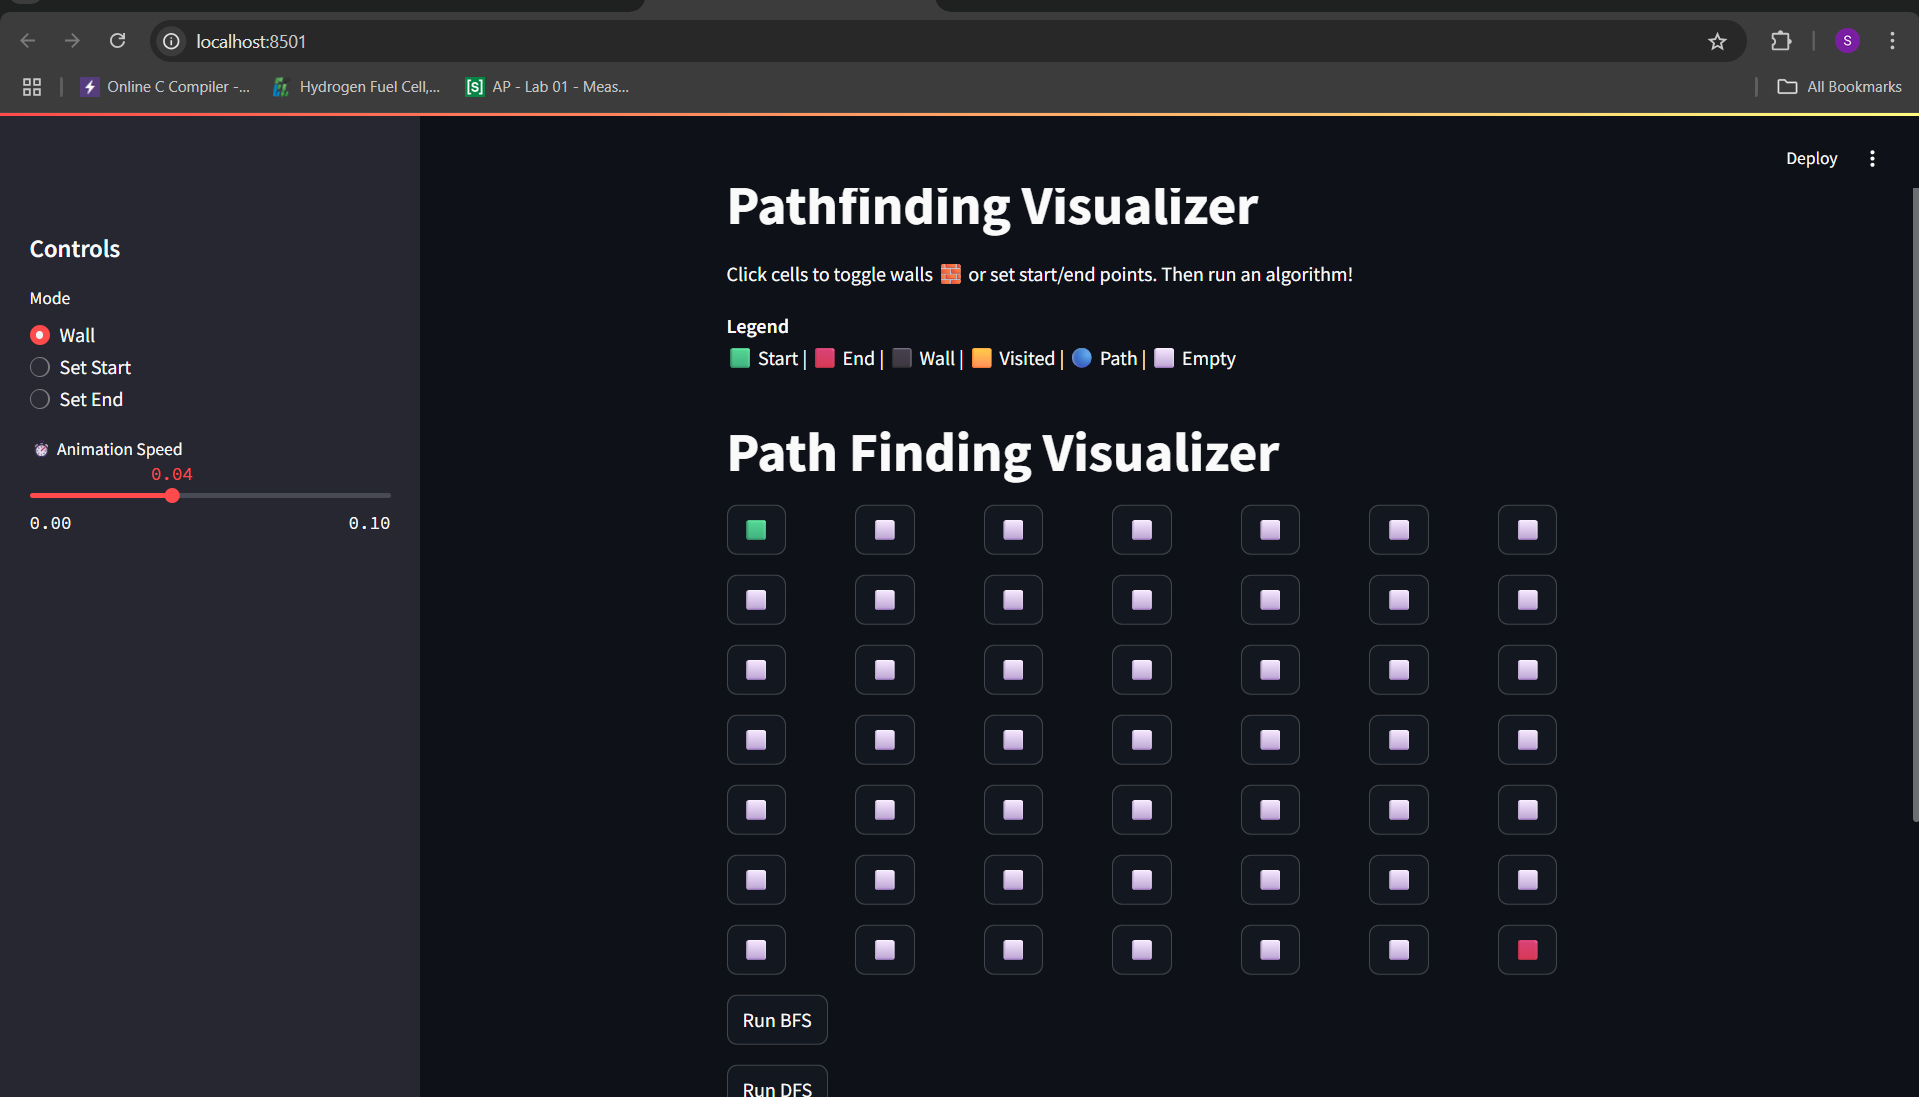 localhost:8501
S
Online C Compiler -...
Hydrogen Fuel Cell,...
[s] AP - Lab 01 - Meas...
All Bookmarks
Deploy
Controls
Mode
Wall
Set Start
Set End
Animation Speed
0.04
0.00 0.10
Pathfinding Visualizer
Click cells to toggle walls 🧱 or set start/end points. Then run an algorithm!
Legend
🟩 Start | 🟥 End | ⬛ Wall | 🟧 Visited | 🔵 Path | ⬜ Empty
Path Finding Visualizer
Run BFS
Run DFS